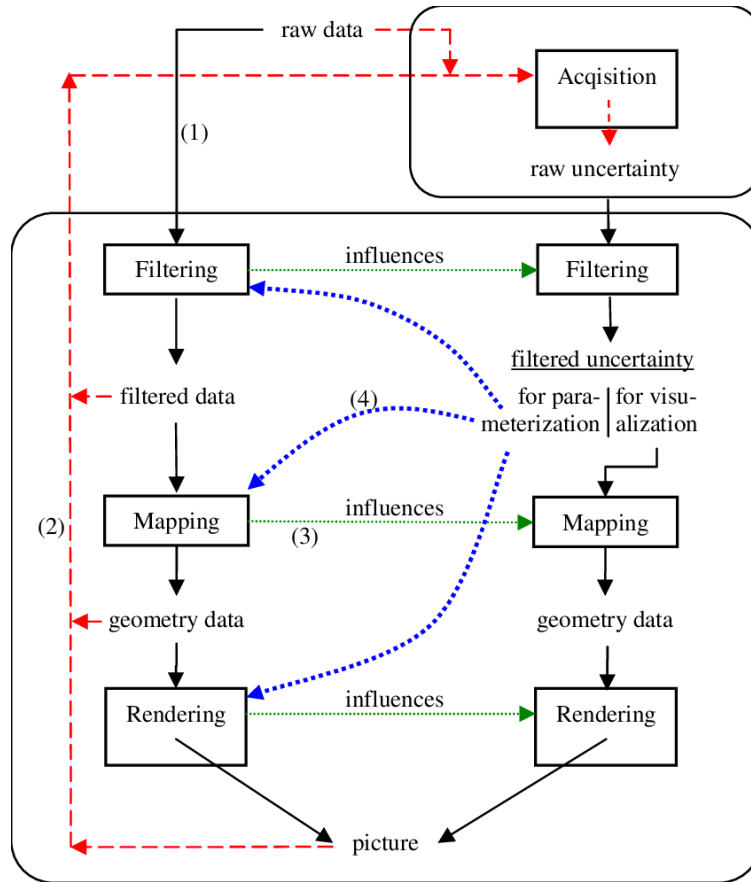 raw data
Acqisition
(1)
raw uncertainty
Filtering
influences
Filtering
filtered uncertainty
filtered data
(4)
for para-
meterization
for visu-
alization
Mapping
influences
Mapping
(2)
(3)
geometry data
geometry data
Rendering
influences
Rendering
picture